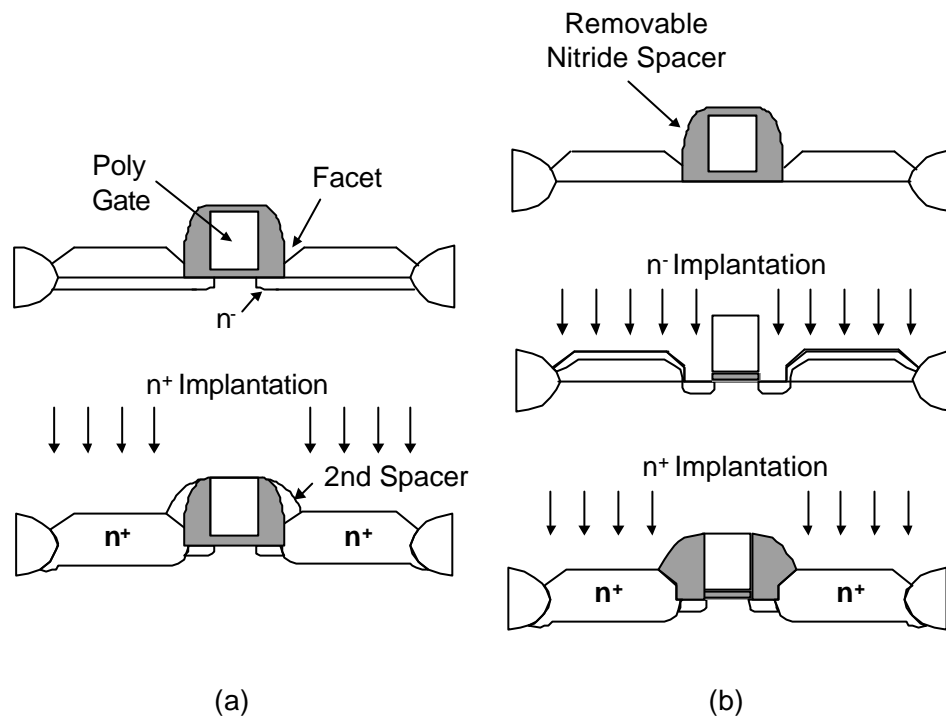 Poly
Gate
Facet
n-
n+ Implantation
2nd Spacer
n+
n+
(a)
Removable
Nitride Spacer
n- Implantation
n+ Implantation
n+
n+
(b)